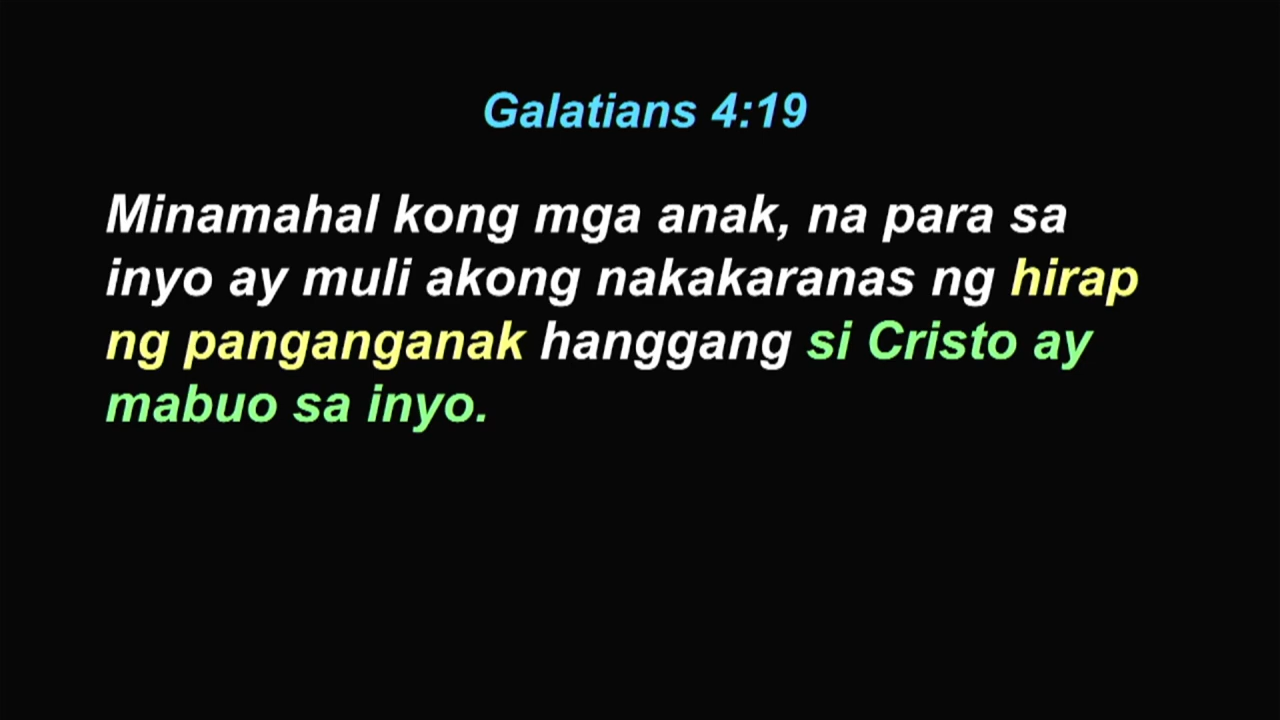 Galatians 4:19
Minamahal kong mga anak, na para sa
inyo ay muli akong nakakaranas ng hirap
ng panganganak hanggang si Cristo ay
mabuo sa inyo.